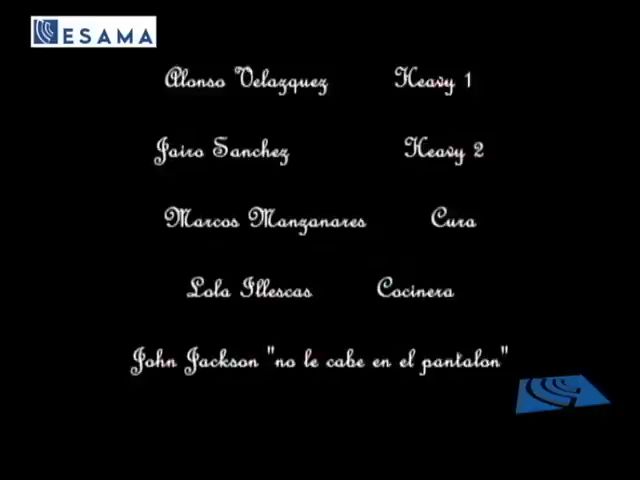 ESAMA
Alonso Velazquez Heavy 1
Jairo Sanchez Heavy 2
Marcos Manzanares Cura
Lola Illescas Cocinera
John Jackson "no le cabe en el pantalon"